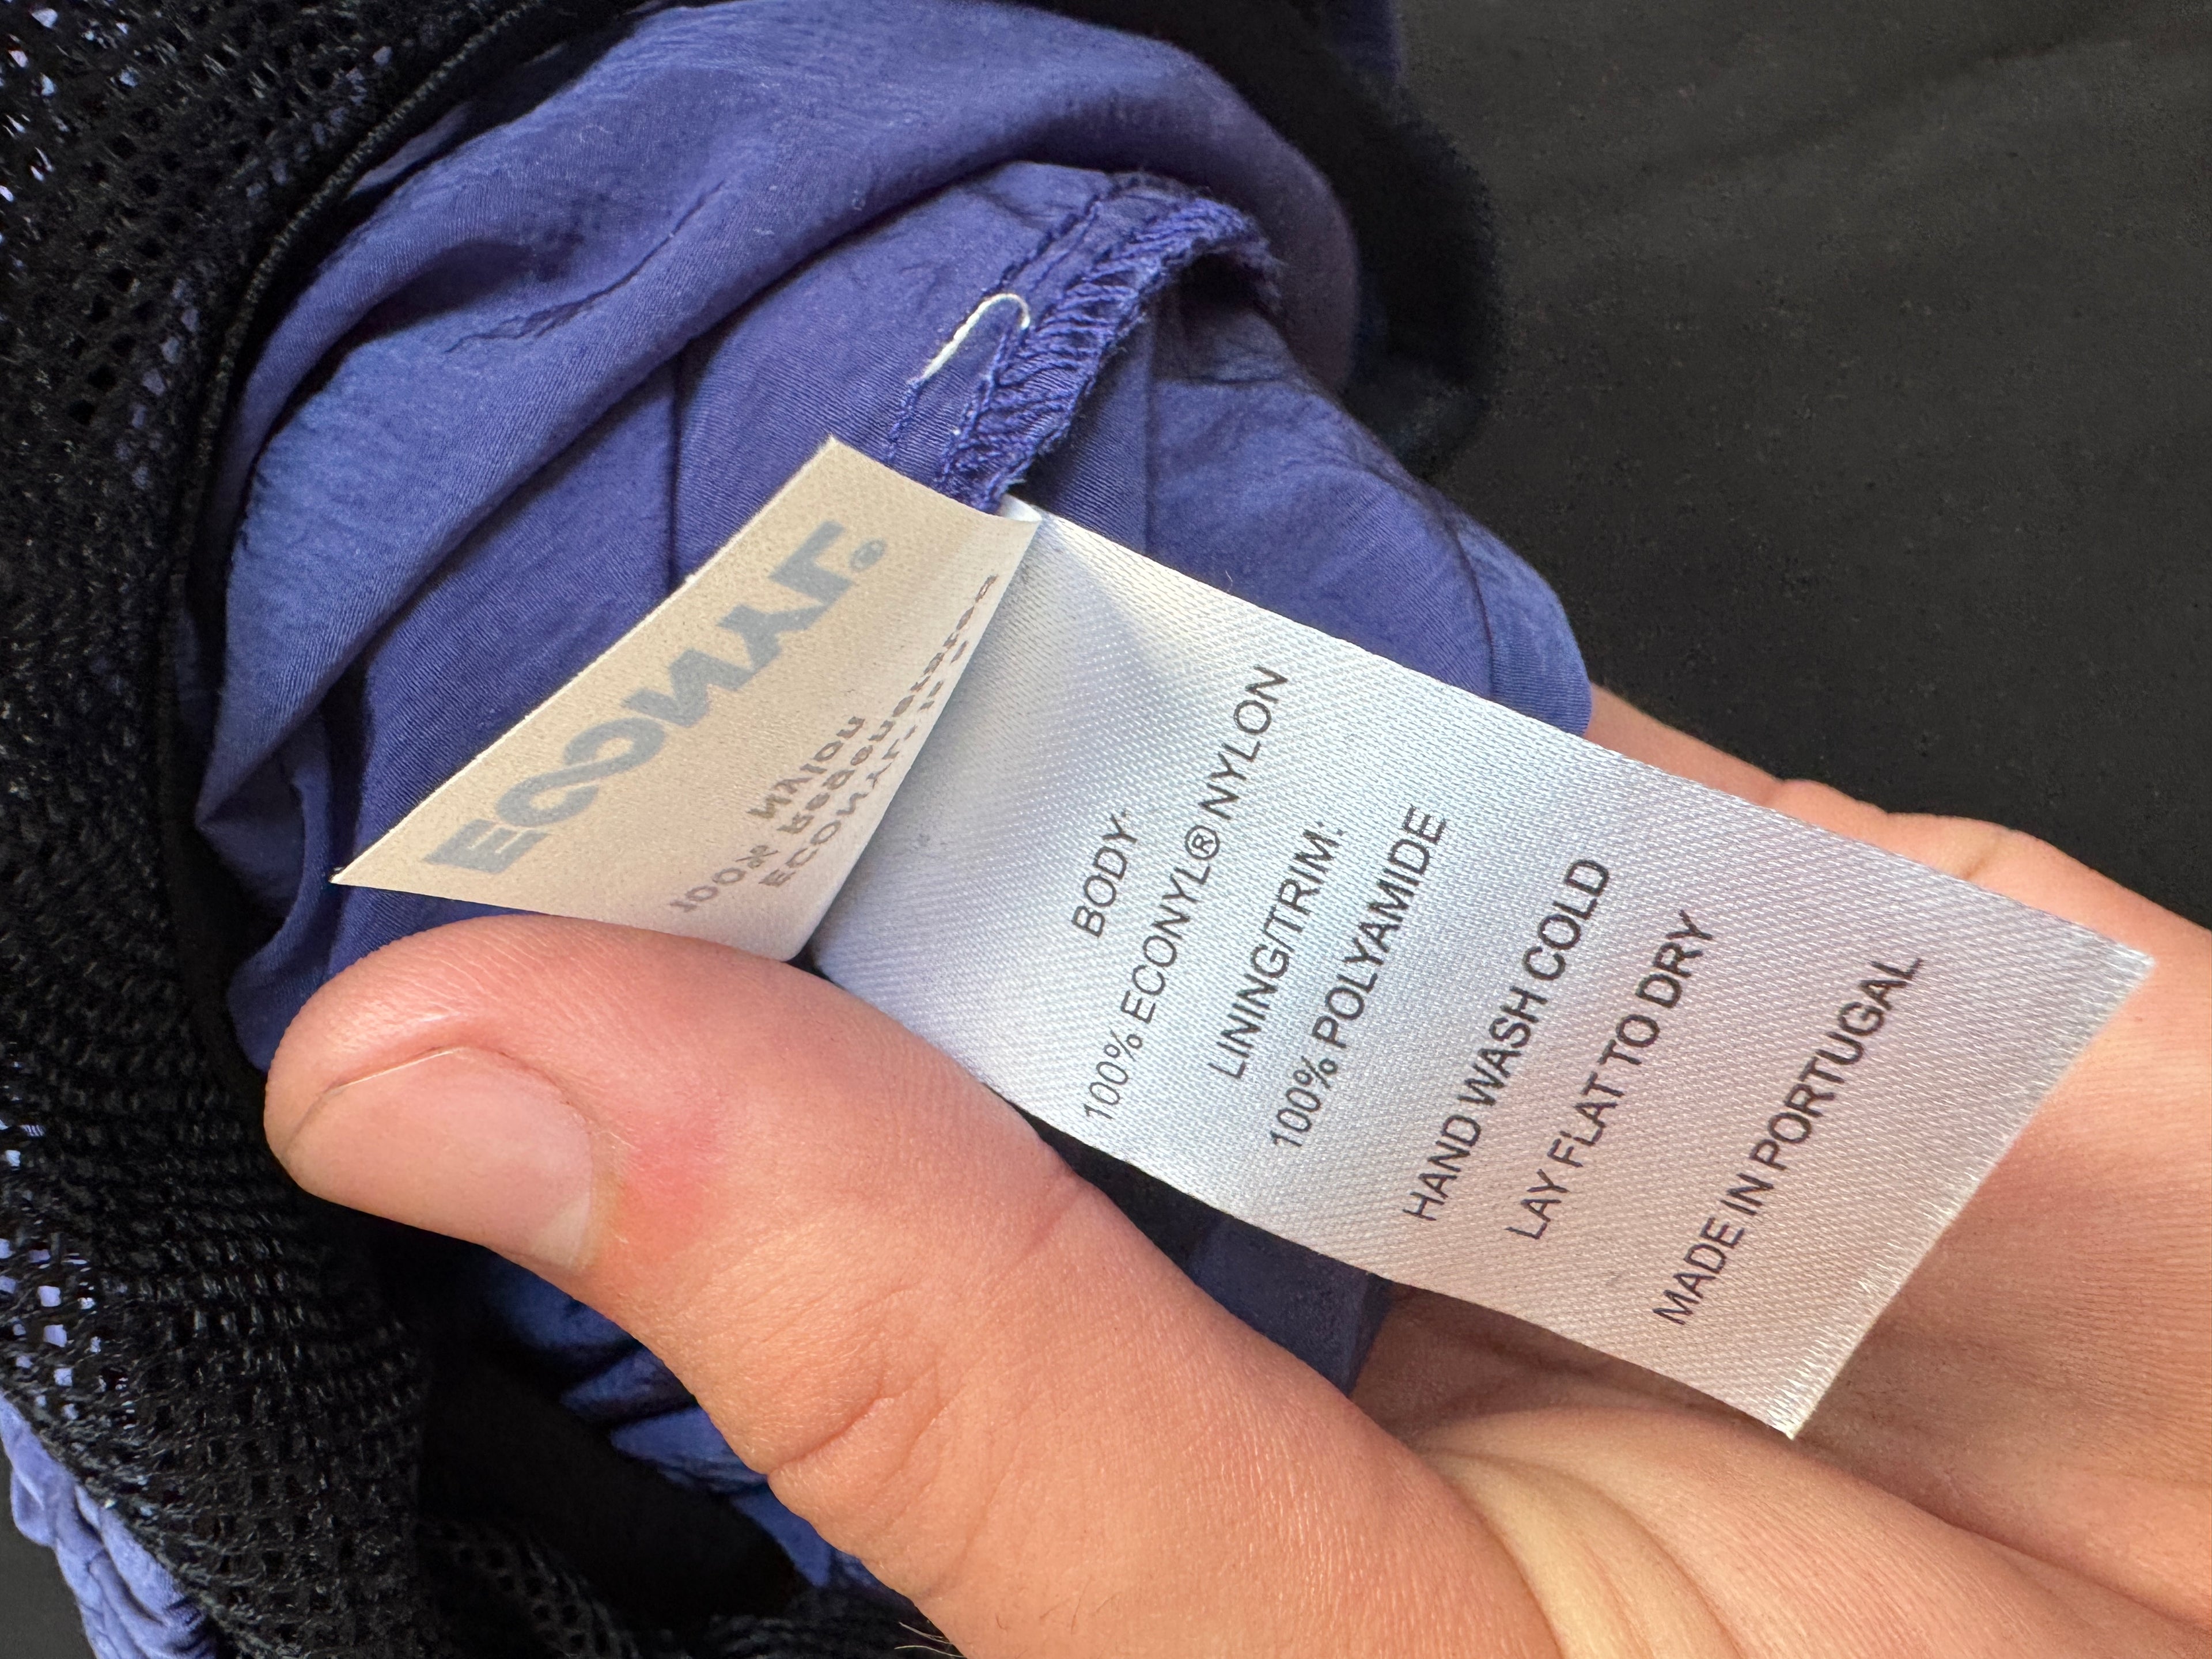 ECONYL®
100% Regenerated
BODY:
100% ECONYL® NYLON
LINING/TRIM:
100% POLYAMIDE
HAND WASH COLD
LAY FLAT TO DRY
MADE IN PORTUGAL